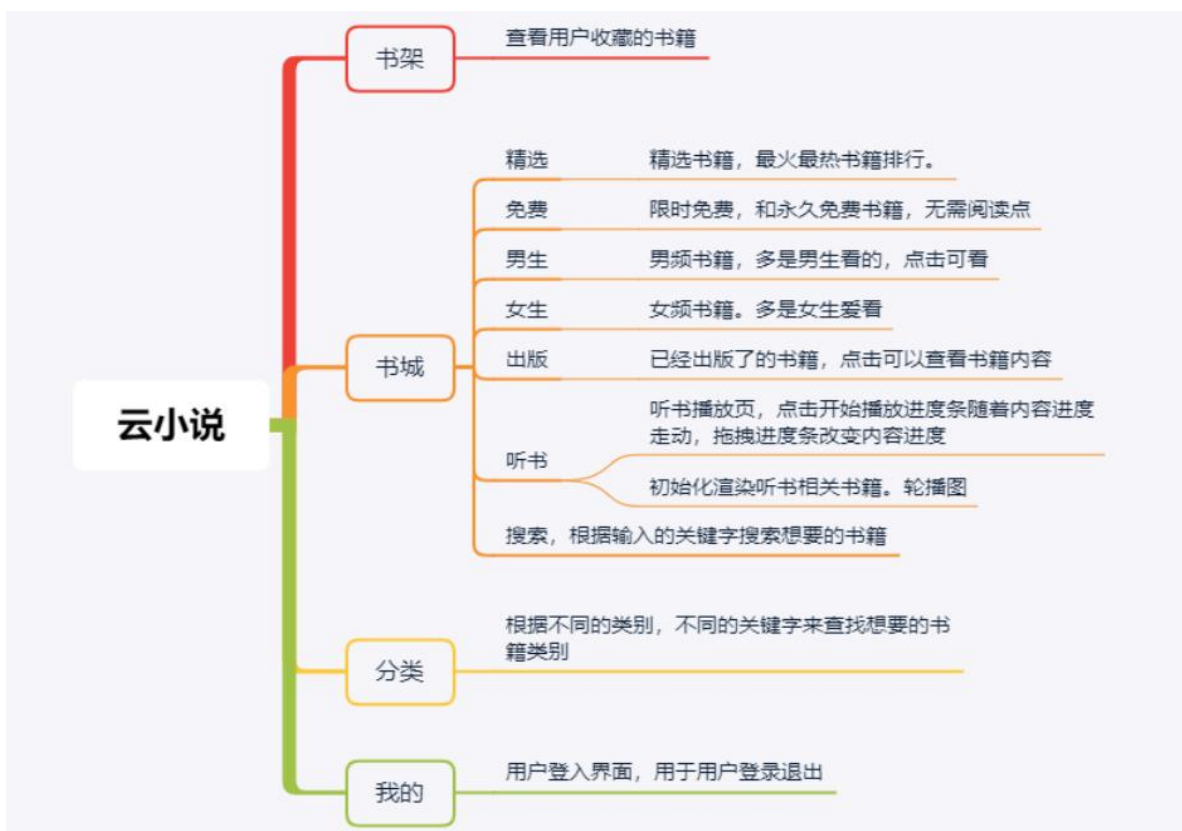 云小说
书架
查看用户收藏的书籍
书城
精选
精选书籍，最火最热书籍排行。
免费
限时免费，和永久免费书籍，无需阅读点
男生
男频书籍，多是男生看的，点击可看
女生
女频书籍。多是女生爱看
出版
已经出版了的书籍，点击可以查看书籍内容
听书
听书播放页，点击开始播放进度条随着内容进度
走动，拖拽进度条改变内容进度
初始化渲染听书相关书籍。轮播图
搜索，根据输入的关键字搜索想要的书籍
分类
根据不同的类别，不同的关键字来查找想要的书
籍类别
我的
用户登入界面，用于用户登录退出